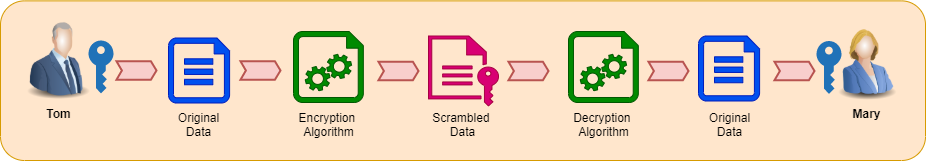 Tom
Original
Data
Encryption
Algorithm
Scrambled
Data
Decryption
Algorithm
Original
Data
Mary